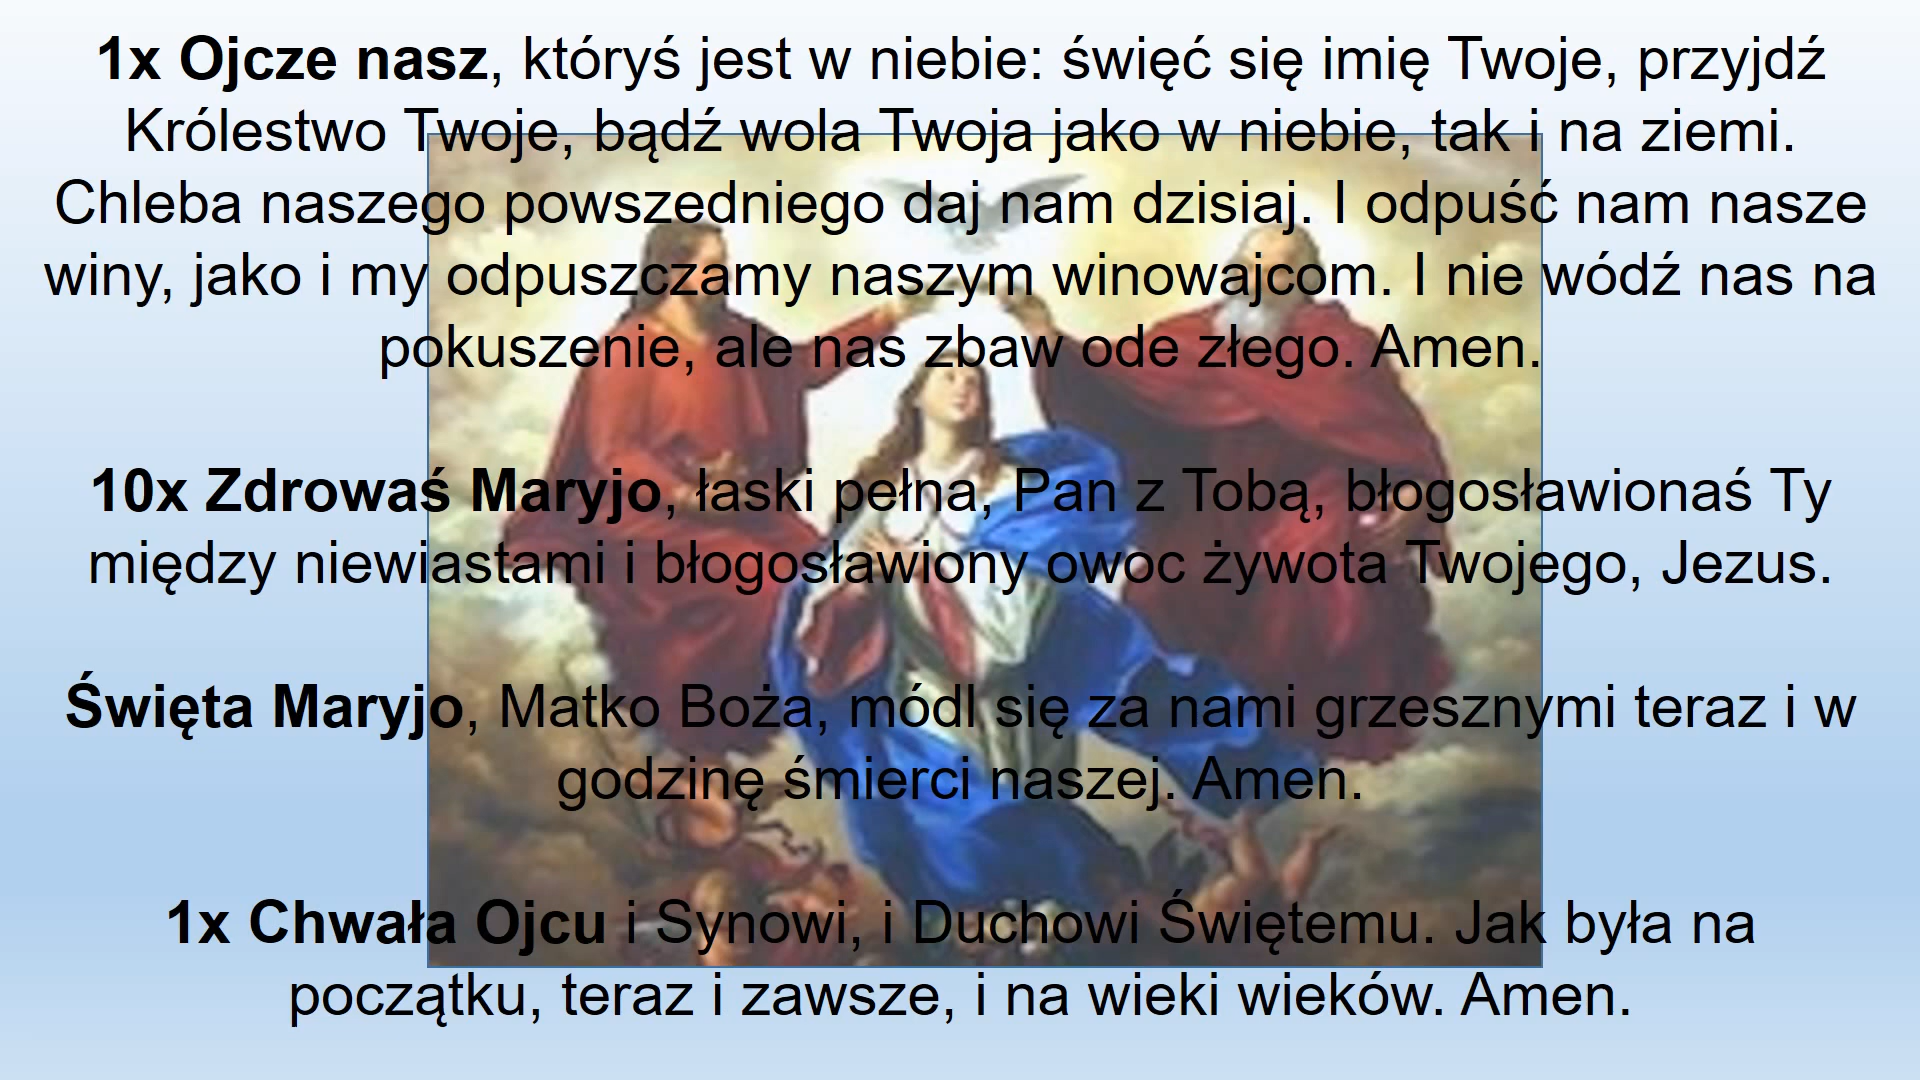 1x Ojcze nasz, któryś jest w niebie: święć się imię Twoje, przyjdź
Królestwo Twoje, bądź wola Twoja jako w niebie, tak i na ziemi.
Chleba naszego powszedniego daj nam dzisiaj. I odpuść nam nasze
winy, jako i my odpuszczamy naszym winowajcom. I nie wódź nas na
pokuszenie, ale nas zbaw ode złego. Amen.
10x Zdrowaś Maryjo, łaski pełna, Pan z Tobą, błogosławionaś Ty
między niewiastami i błogosławiony owoc żywota Twojego, Jezus.
Święta Maryjo, Matko Boża, módl się za nami grzesznymi teraz i w
godzinę śmierci naszej. Amen.
1x Chwała Ojcu i Synowi, i Duchowi Świętemu. Jak była na
początku, teraz i zawsze, i na wieki wieków. Amen.